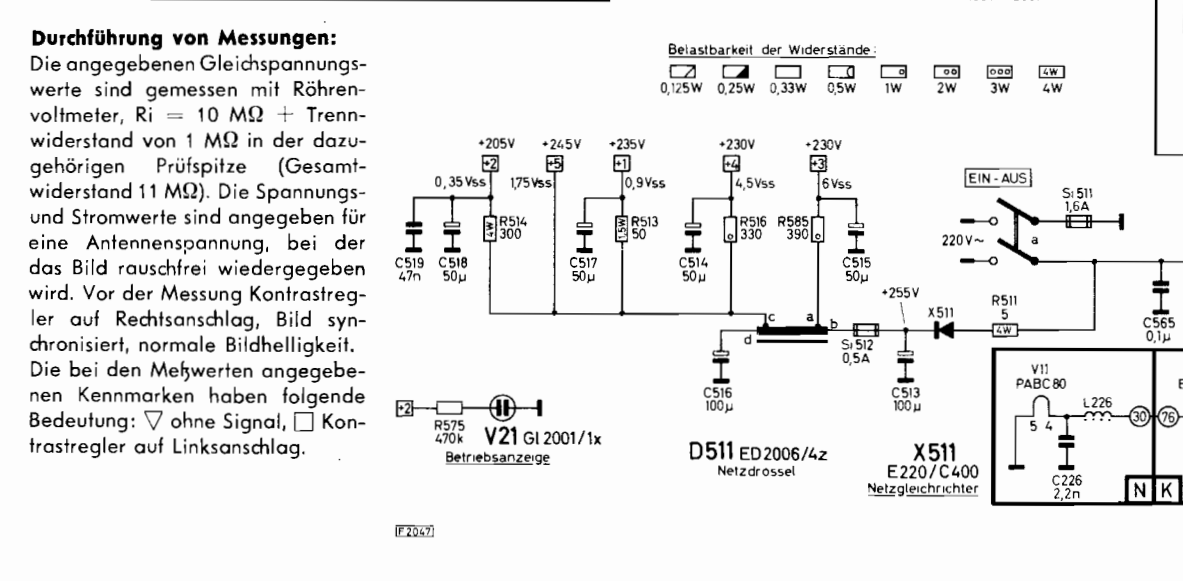 Durchführung von Messungen:
Die angegebenen Gleichspannungs-
werte sind gemessen mit Röhren-
voltmeter, Ri = 10 MΩ + Trenn-
widerstand von 1 MΩ in der dazu-
gehörigen Prüfspitze (Gesamt-
widerstand 11 MΩ). Die Spannungs-
und Stromwerte sind angegeben für
eine Antennenspannung, bei der
das Bild rauschfrei wiedergegeben
wird. Vor der Messung Kontrastreg-
ler auf Rechtsanschlag, Bild syn-
chronisiert, normale Bildhelligkeit.
Die bei den Meßwerten angegebe-
nen Kennmarken haben folgende
Bedeutung: ▽ ohne Signal, □ Kon-
trastregler auf Linksanschlag.
Belastbarkeit der Widerstände:
4W
0,125W 0,25W 0,33W 0,5W 1W 2W 3W 4W
+205V +245V +235V +230V +230V
+2 +5 +1 +4 +3
0,35Vss 1,75Vss 0,9Vss 4,5Vss 6Vss
4W R514 300
1,5W R513 50
R516 330
R585 390
C519 47n
C518 50µ
C517 50µ
C514 50µ
C515 50µ
c a b d
EIN-AUS
Si511
1,6A
220V~
a
+255V
X511
R511
5
4W
Si512
0,5A
C565
0,1µ
C516
100µ
C513
100µ
+2
R575
470k
V21 Gl 2001/1x
Betriebsanzeige
D511 ED2006/4z
Netzdrossel
X511
E220/C400
Netzgleichrichter
V11
PABC80
5 4
L226
30 76
C226
2,2n
N K
F2047